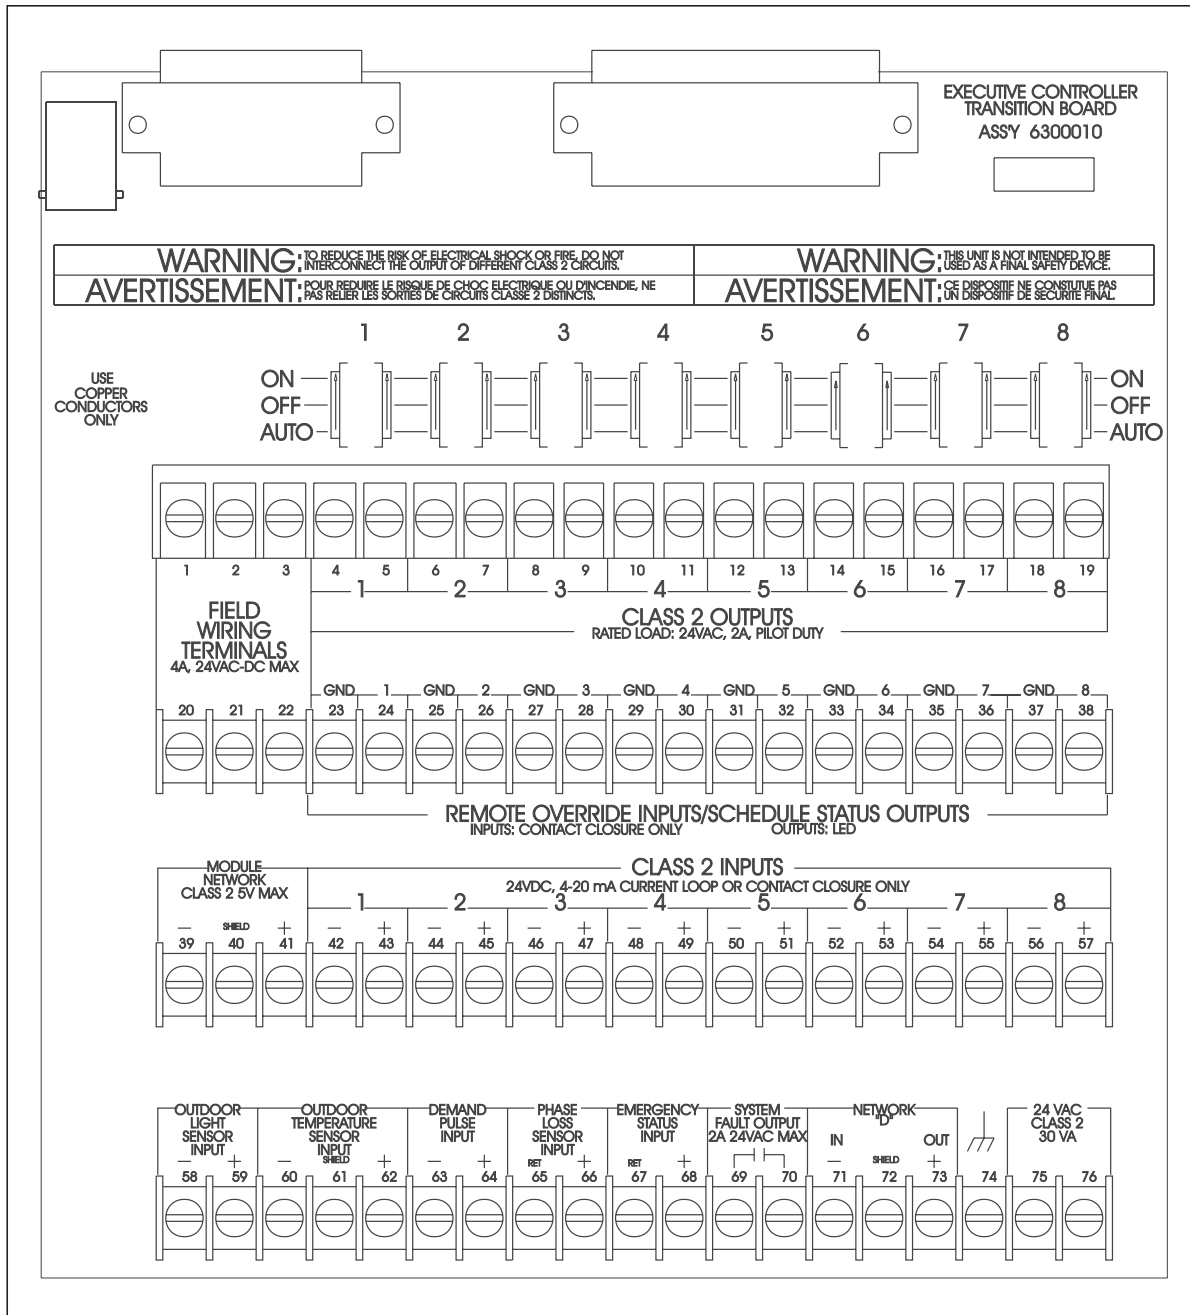 EXECUTIVE CONTROLLER
TRANSITION BOARD
ASS'Y 6300010
WARNING: TO REDUCE THE RISK OF ELECTRICAL SHOCK OR FIRE, DO NOT
INTERCONNECT THE OUTPUT OF DIFFERENT CLASS 2 CIRCUITS.
WARNING: THIS UNIT IS NOT INTENDED TO BE
USED AS A FINAL SAFETY DEVICE.
AVERTISSEMENT: POUR REDUIRE LE RISQUE DE CHOC ELECTRIQUE OU D'INCENDIE, NE
PAS RELIER LES SORTIES DE CIRCUITS CLASSE 2 DISTINCTS.
AVERTISSEMENT: CE DISPOSITIF NE CONSTUTUE PAS
UN DISPOSITIF DE SECURITE FINAL.
1 2 3 4 5 6 7 8
USE
COPPER
CONDUCTORS
ONLY
ON ON
OFF OFF
AUTO AUTO
1 2 3 4 5 6 7 8 9 10 11 12 13 14 15 16 17 18 19
1 2 3 4 5 6 7 8
FIELD
WIRING
TERMINALS
4A, 24VAC-DC MAX
CLASS 2 OUTPUTS
RATED LOAD: 24VAC, 2A, PILOT DUTY
GND 1 GND 2 GND 3 GND 4 GND 5 GND 6 GND 7 GND 8
20 21 22 23 24 25 26 27 28 29 30 31 32 33 34 35 36 37 38
REMOTE OVERRIDE INPUTS/SCHEDULE STATUS OUTPUTS
INPUTS: CONTACT CLOSURE ONLY OUTPUTS: LED
MODULE
NETWORK
CLASS 2 5V MAX
CLASS 2 INPUTS
24VDC, 4-20 mA CURRENT LOOP OR CONTACT CLOSURE ONLY
1 2 3 4 5 6 7 8
− SHIELD + − + − + − + − + − + − + − + − +
39 40 41 42 43 44 45 46 47 48 49 50 51 52 53 54 55 56 57
OUTDOOR
LIGHT
SENSOR
INPUT
OUTDOOR
TEMPERATURE
SENSOR
INPUT
DEMAND
PULSE
INPUT
PHASE
LOSS
SENSOR
INPUT
EMERGENCY
STATUS
INPUT
SYSTEM
FAULT OUTPUT
2A 24VAC MAX
NETWORK
"D"
IN OUT
24 VAC
CLASS 2
30 VA
− + − SHIELD + − + RET + RET + − SHIELD +
58 59 60 61 62 63 64 65 66 67 68 69 70 71 72 73 74 75 76